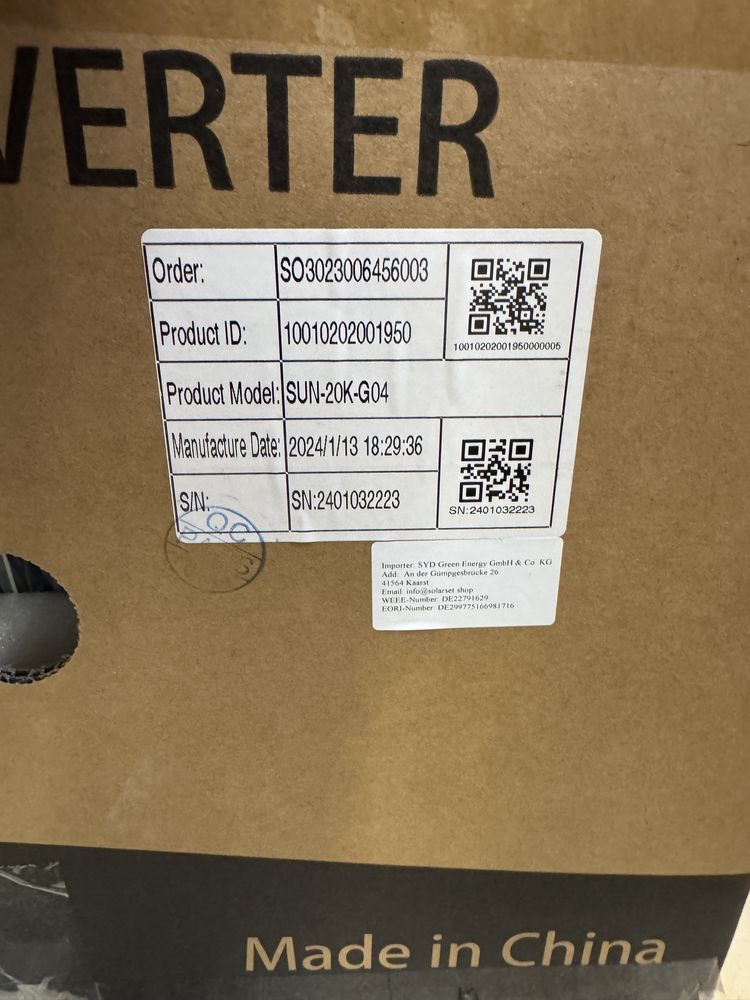 VERTER
Order: SO3023006456003
Product ID: 10010202001950
10010202001950000005
Product Model: SUN-20K-G04
Manufacture Date: 2024/1/13 18:29:36
S/N: SN:2401032223
SN:2401032223
QC
Importer: SYD Green Energy GmbH & Co. KG
Add: An der Gümpgesbrücke 26
41564 Kaarst
Email: info@solarset.shop
WEEE-Number: DE22791629
EORI-Number: DE299775166981716
Made in China